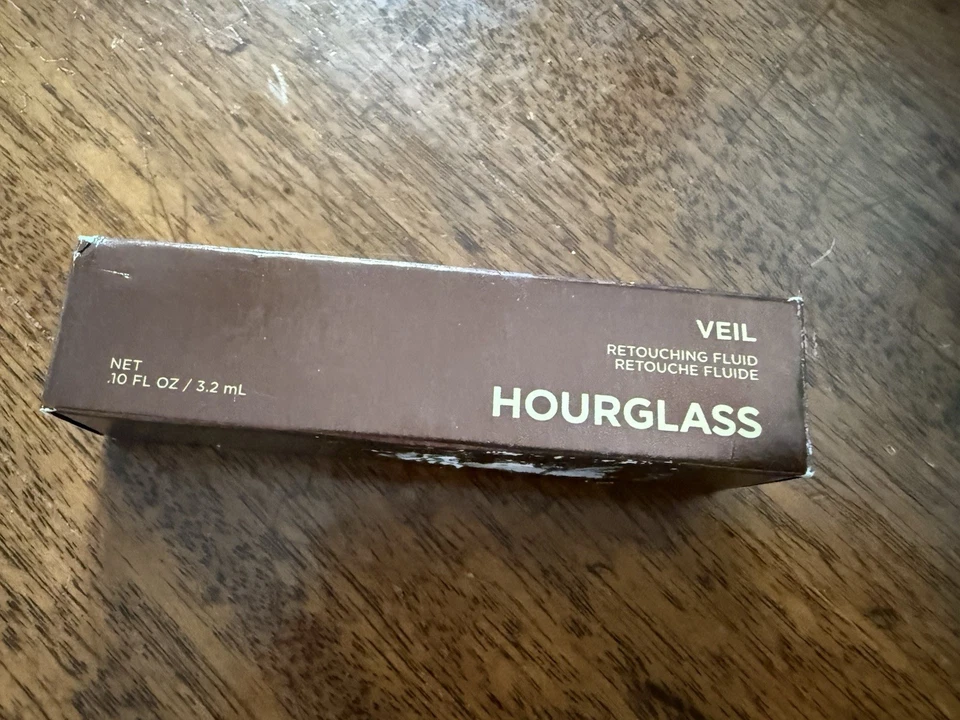 VEIL
RETOUCHING FLUID
RETOUCHE FLUIDE
HOURGLASS
NET
.10 FL OZ / 3.2 mL